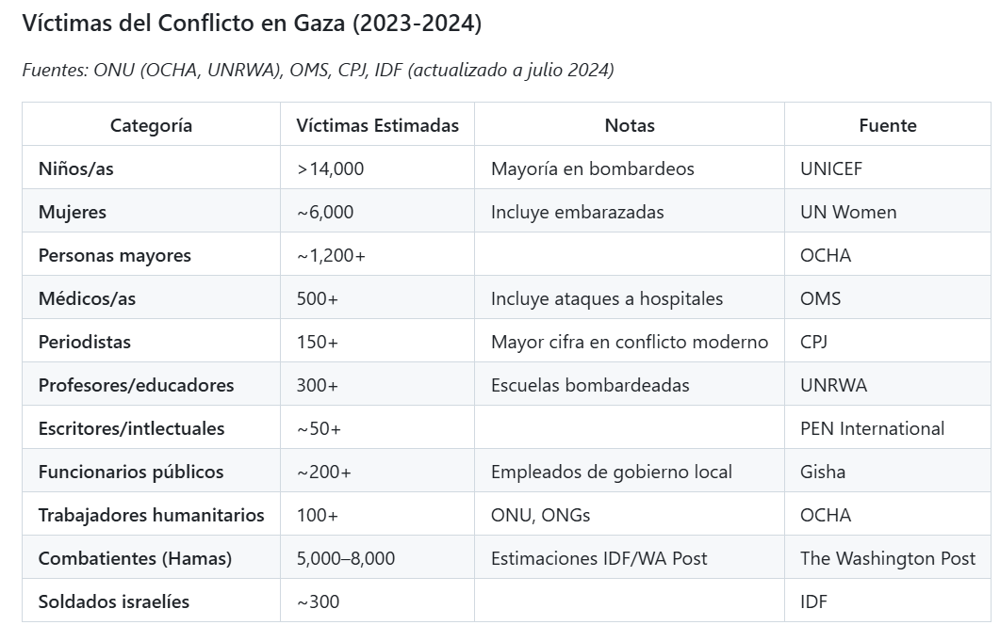 Víctimas del Conflicto en Gaza (2023-2024)
Fuentes: ONU (OCHA, UNRWA), OMS, CPJ, IDF (actualizado a julio 2024)
Categoría Víctimas Estimadas Notas Fuente
Niños/as >14,000 Mayoría en bombardeos UNICEF
Mujeres ~6,000 Incluye embarazadas UN Women
Personas mayores ~1,200+ OCHA
Médicos/as 500+ Incluye ataques a hospitales OMS
Periodistas 150+ Mayor cifra en conflicto moderno CPJ
Profesores/educadores 300+ Escuelas bombardeadas UNRWA
Escritores/intlectuales ~50+ PEN International
Funcionarios públicos ~200+ Empleados de gobierno local Gisha
Trabajadores humanitarios 100+ ONU, ONGs OCHA
Combatientes (Hamas) 5,000–8,000 Estimaciones IDF/WA Post The Washington Post
Soldados israelíes ~300 IDF